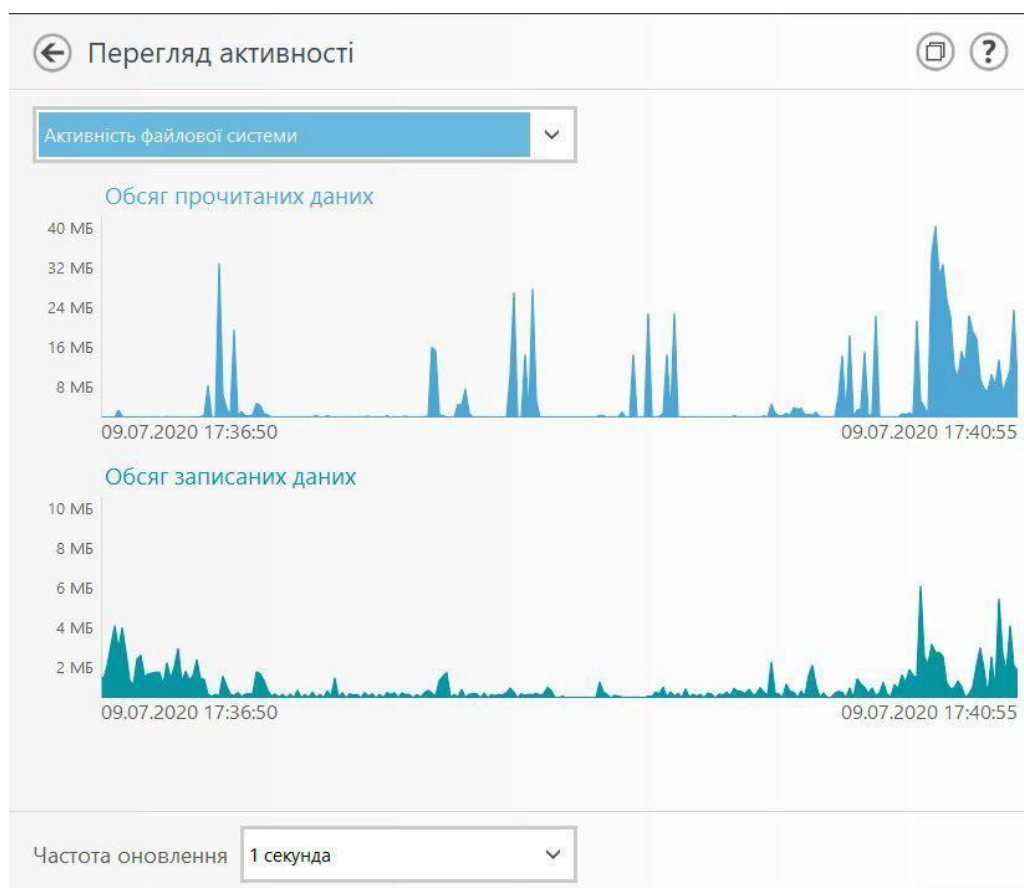 Перегляд активності
?
Активність файлової системи
Обсяг прочитаних даних
40 МБ
32 МБ
24 МБ
16 МБ
8 МБ
09.07.2020 17:36:50 09.07.2020 17:40:55
Обсяг записаних даних
10 МБ
8 МБ
6 МБ
4 МБ
2 МБ
09.07.2020 17:36:50 09.07.2020 17:40:55
Частота оновлення 1 секунда